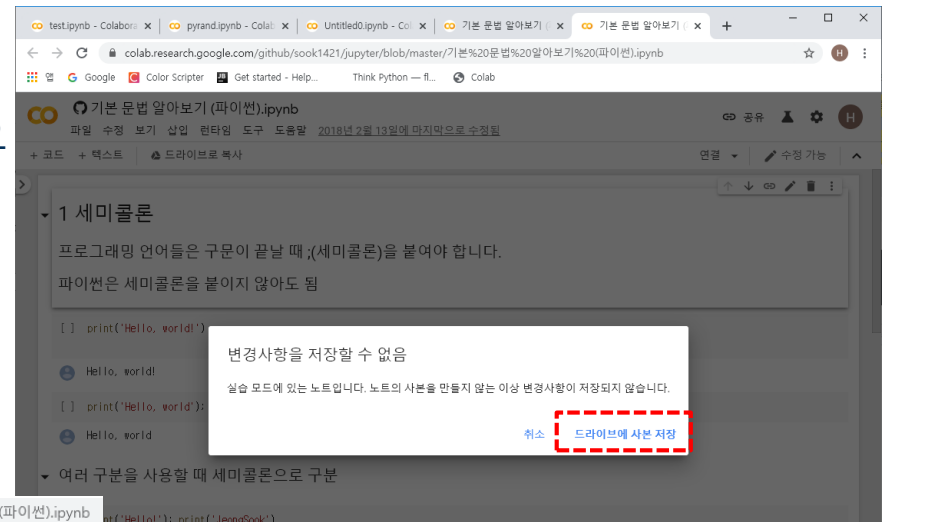 test.ipynb - Colabora x pyrand.ipynb - Colab x Untitled0.ipynb - Col x 기본 문법 알아보기 ( x 기본 문법 알아보기 ( x +
colab.research.google.com/github/sook1421/jupyter/blob/master/기본%20문법%20알아보기%20(파이썬).ipynb H
앱 Google Color Scripter Get started - Help... Think Python — fl... Colab
기본 문법 알아보기 (파이썬).ipynb
파일 수정 보기 삽입 런타임 도구 도움말 2018년 2월 13일에 마지막으로 수정됨 공유 H
+ 코드 + 텍스트 드라이브로 복사 연결 수정 가능
1 세미콜론
프로그래밍 언어들은 구문이 끝날 때 ;(세미콜론)을 붙여야 합니다.
파이썬은 세미콜론을 붙이지 않아도 됨
[ ] print('Hello, world!')
Hello, world!
[ ] print('Hello, world');
Hello, world
변경사항을 저장할 수 없음
실습 모드에 있는 노트입니다. 노트의 사본을 만들지 않는 이상 변경사항이 저장되지 않습니다.
취소 드라이브에 사본 저장
여러 구분을 사용할 때 세미콜론으로 구분
(파이썬).ipynb
nt('Hello!'); print('JeongSook')